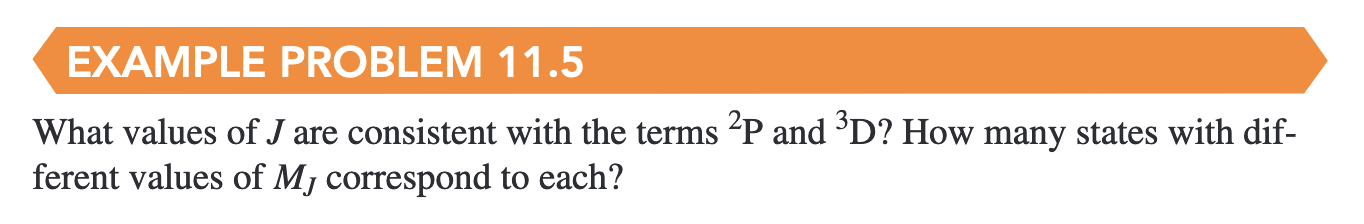 EXAMPLE PROBLEM 11.5
What values of J are consistent with the terms ²P and ³D? How many states with dif-
ferent values of M_J correspond to each?